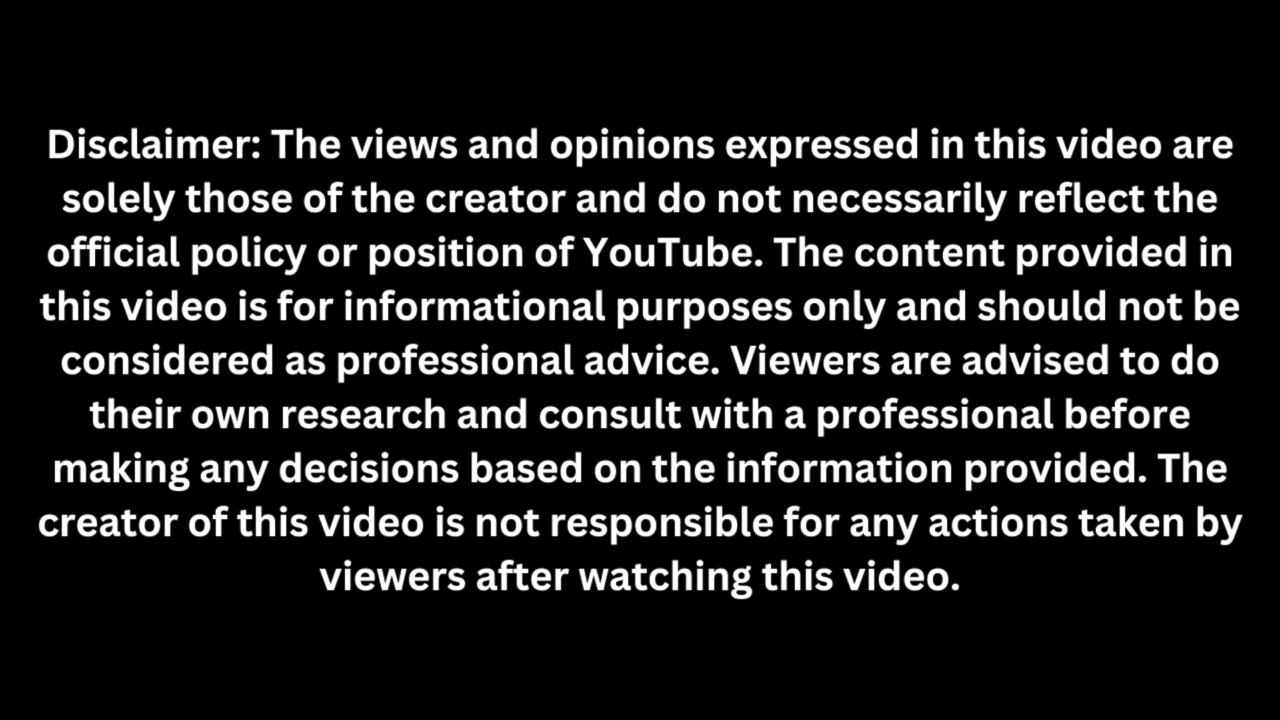 Disclaimer: The views and opinions expressed in this video are
solely those of the creator and do not necessarily reflect the
official policy or position of YouTube. The content provided in
this video is for informational purposes only and should not be
considered as professional advice. Viewers are advised to do
their own research and consult with a professional before
making any decisions based on the information provided. The
creator of this video is not responsible for any actions taken by
viewers after watching this video.